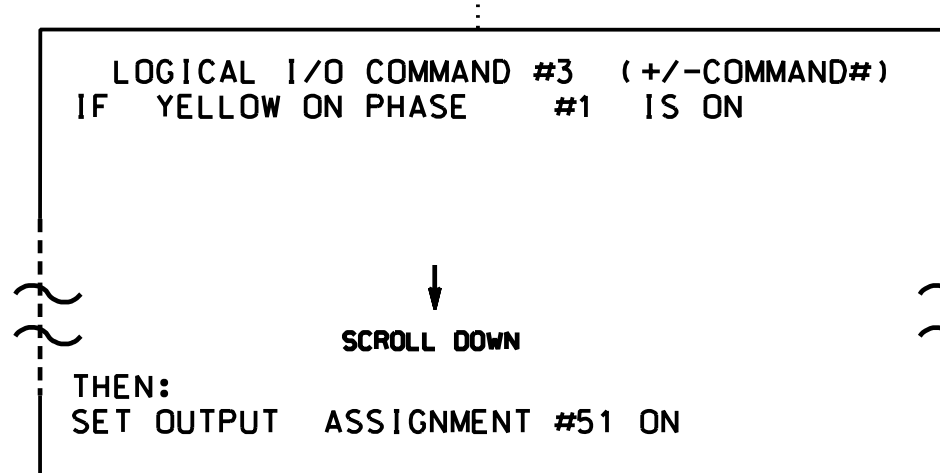 LOGICAL I/O COMMAND #3 (+/-COMMAND#)
IF YELLOW ON PHASE #1 IS ON
SCROLL DOWN
THEN:
SET OUTPUT ASSIGNMENT #51 ON